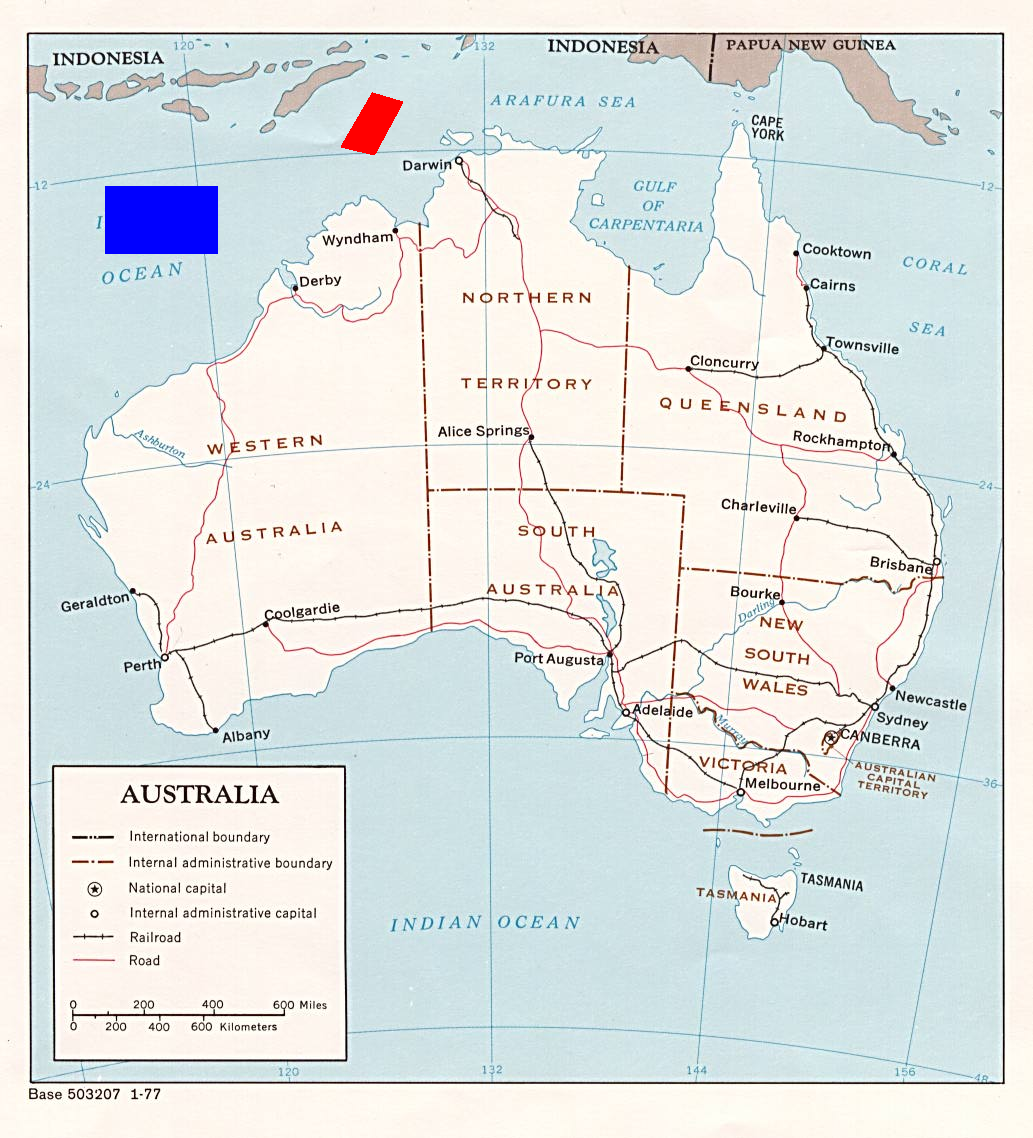 120
132
INDONESIA
INDONESIA
PAPUA NEW GUINEA
ARAFURA SEA
CAPE
YORK
Darwin
12
12
GULF
OF
CARPENTARIA
I
OCEAN
Wyndham
Derby
Cooktown
Cairns
CORAL
SEA
NORTHERN
TERRITORY
Townsville
Cloncurry
QUEENSLAND
Ashburton
WESTERN
AUSTRALIA
Alice Springs
Rockhampton
24
24
Charleville
SOUTH
AUSTRALIA
Brisbane
Geraldton
Coolgardie
Bourke
Darling
NEW
SOUTH
WALES
Perth
Port Augusta
Newcastle
Albany
Adelaide
Murray
Sydney
CANBERRA
AUSTRALIAN
CAPITAL
TERRITORY
36
VICTORIA
Melbourne
TASMANIA
TASMANIA
Hobart
INDIAN OCEAN
AUSTRALIA
International boundary
Internal administrative boundary
National capital
Internal administrative capital
Railroad
Road
0 200 400 600 Miles
0 200 400 600 Kilometers
120
132
144
156
48
Base 503207 1-77